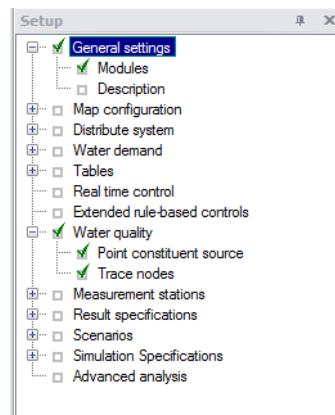 Setup
General settings
Modules
Description
Map configuration
Distribute system
Water demand
Tables
Real time control
Extended rule-based controls
Water quality
Point constituent source
Trace nodes
Measurement stations
Result specifications
Scenarios
Simulation Specifications
Advanced analysis